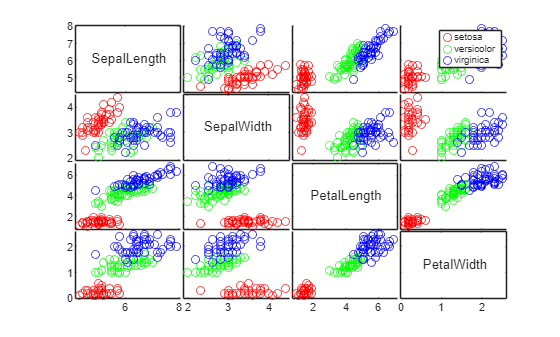 8
7
6
5
SepalLength
setosa
versicolor
virginica
4
3
2
SepalWidth
6
4
2
PetalLength
2
1
0
PetalWidth
6 8 2 3 4 2 4 6 0 1 2